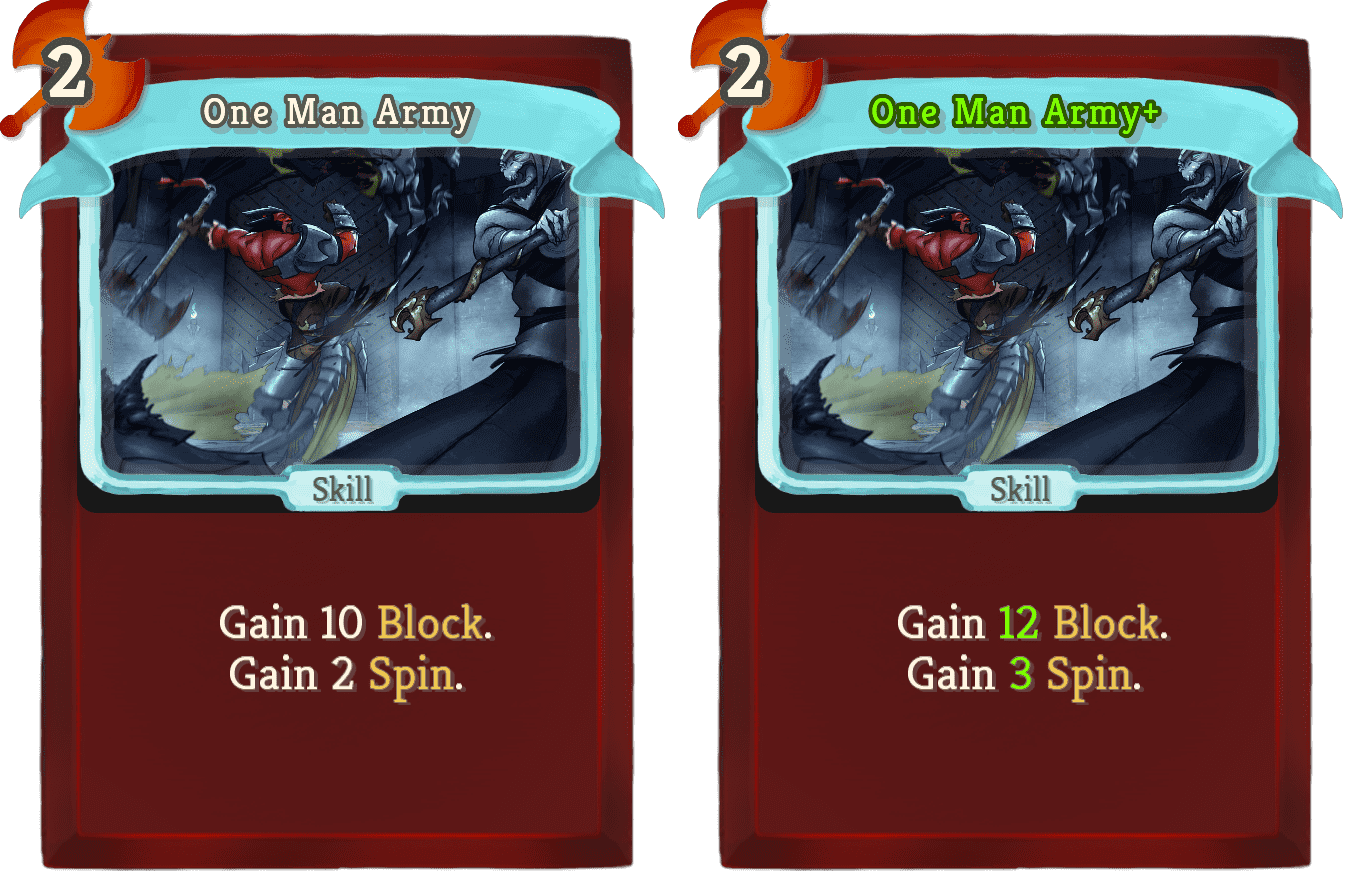 2
One Man Army
Skill
Gain 10 Block.
Gain 2 Spin.
2
One Man Army+
Skill
Gain 12 Block.
Gain 3 Spin.